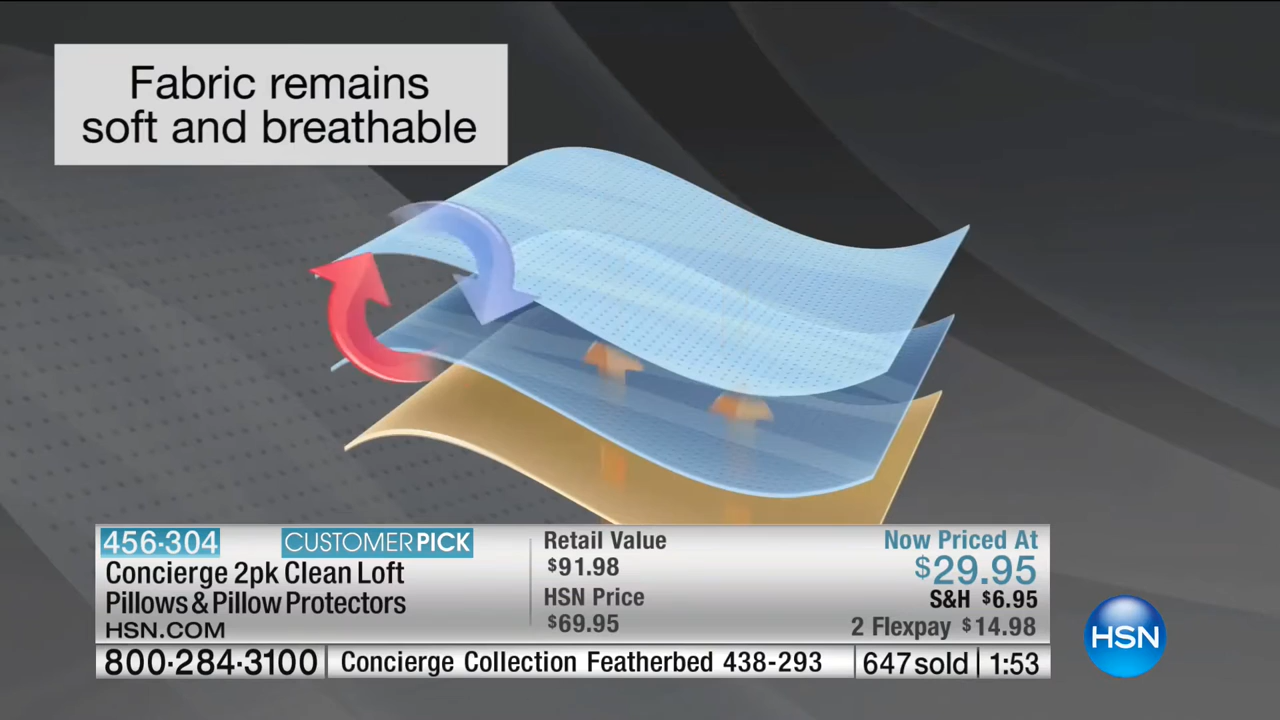 Fabric remains
soft and breathable
456-304 CUSTOMER PICK
Concierge 2pk Clean Loft
Pillows & Pillow Protectors
HSN.COM
Retail Value
$91.98
HSN Price
$69.95
Now Priced At
$29.95
S&H $6.95
2 Flexpay $14.98
800·284·3100 Concierge Collection Featherbed 438-293 647 sold 1:53
HSN